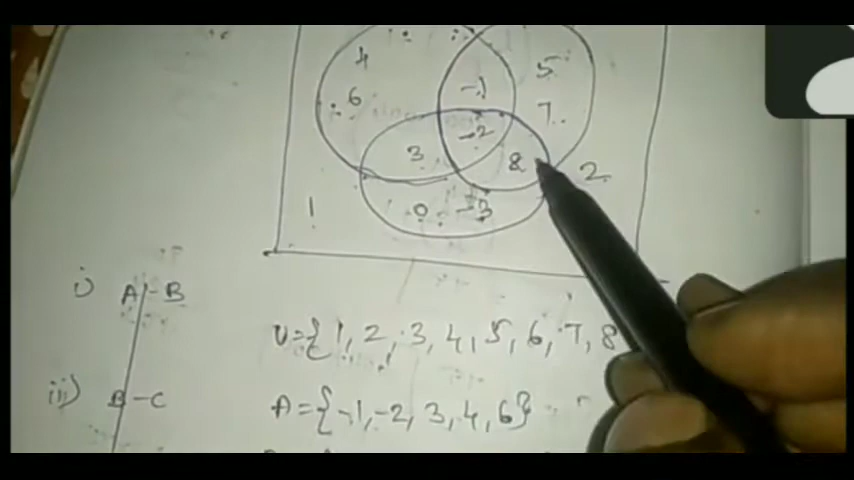 4 5
6 -1 7
-2
3 8 2
1 0 -3
i) A-B
U={1, 2, 3, 4, 5, 6, 7, 8
iii) B-C
A={-1, -2, 3, 4, 6}